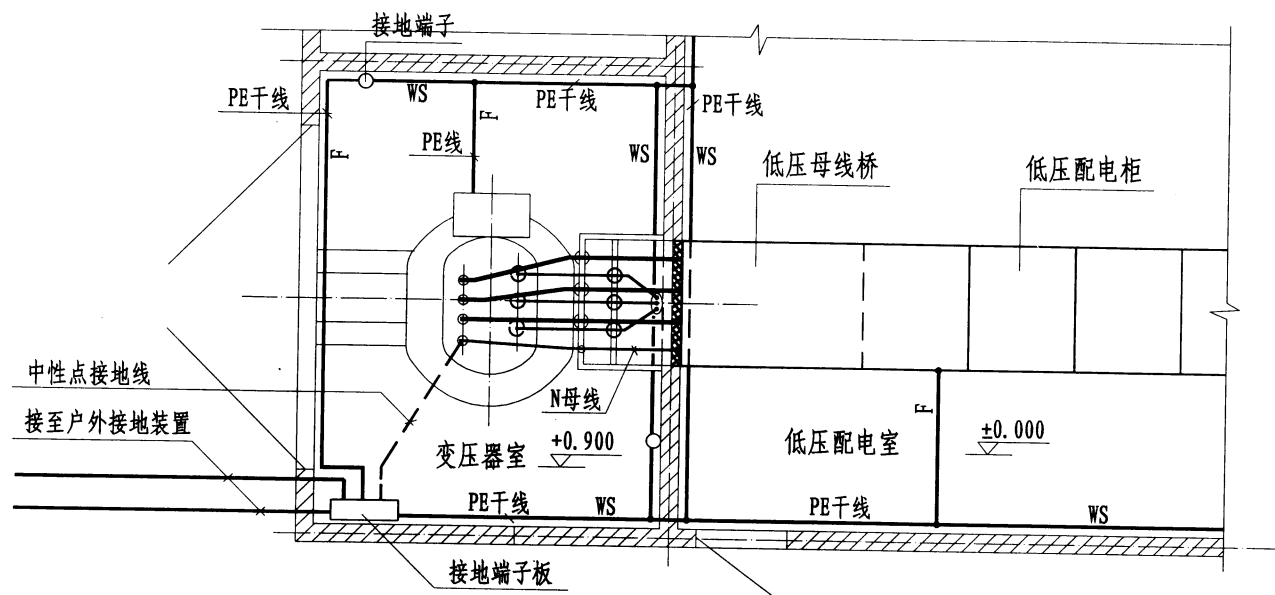 接地端子
PE干线
WS
PE干线
PE干线
F
F
PE线
WS
WS
低压母线桥
低压配电柜
中性点接地线
接至户外接地装置
N母线
F
变压器室
+0.900
低压配电室
±0.000
PE干线
WS
PE干线
WS
接地端子板